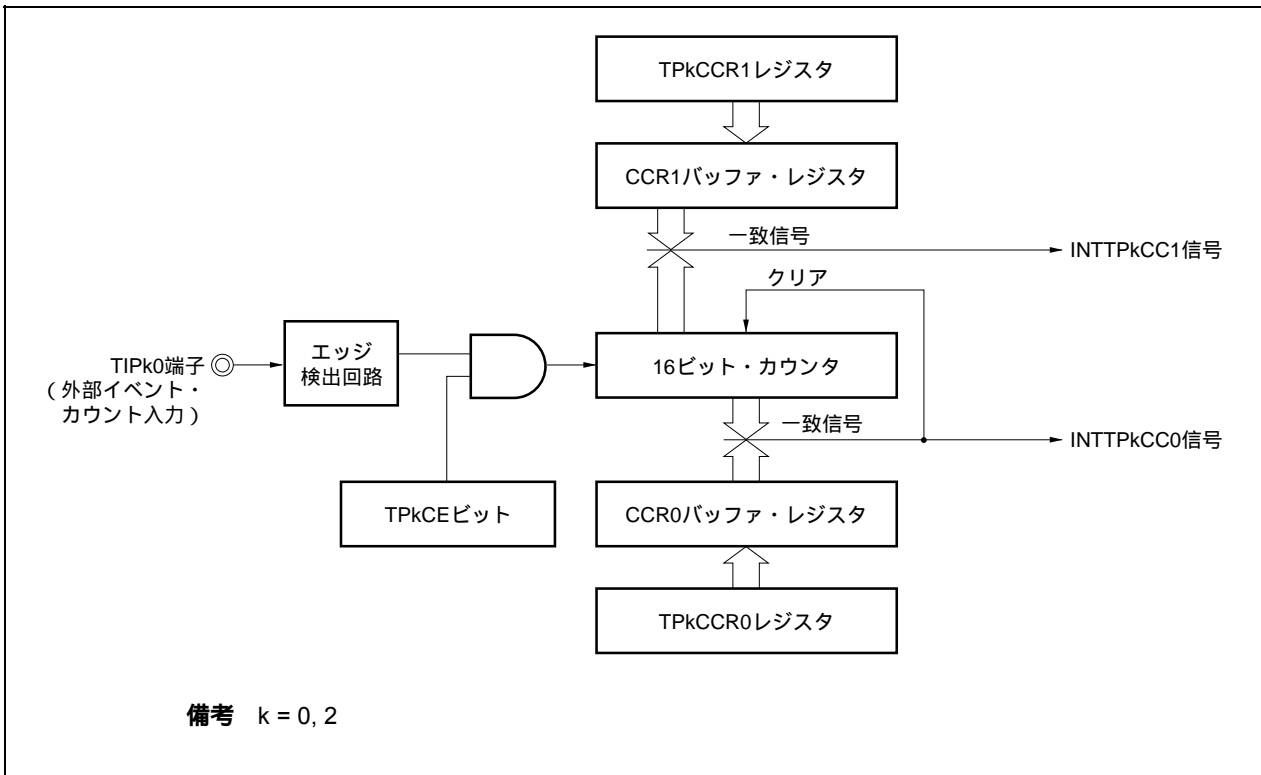 TPkCCR1レジスタ
CCR1バッファ・レジスタ
一致信号
INTTPkCC1信号
クリア
TIPk0端子
（外部イベント・
カウント入力）
エッジ
検出回路
16ビット・カウンタ
一致信号
INTTPkCC0信号
TPkCEビット
CCR0バッファ・レジスタ
TPkCCR0レジスタ
備考 k = 0, 2